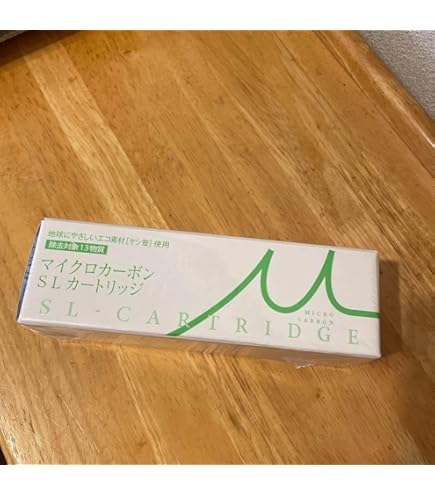 地球にやさしいエコ素材[ヤシ殻]使用
除去対象13物質
マイクロカーボン
SLカートリッジ
SL-CARTRIDGE
μ
MICRO
CARBON